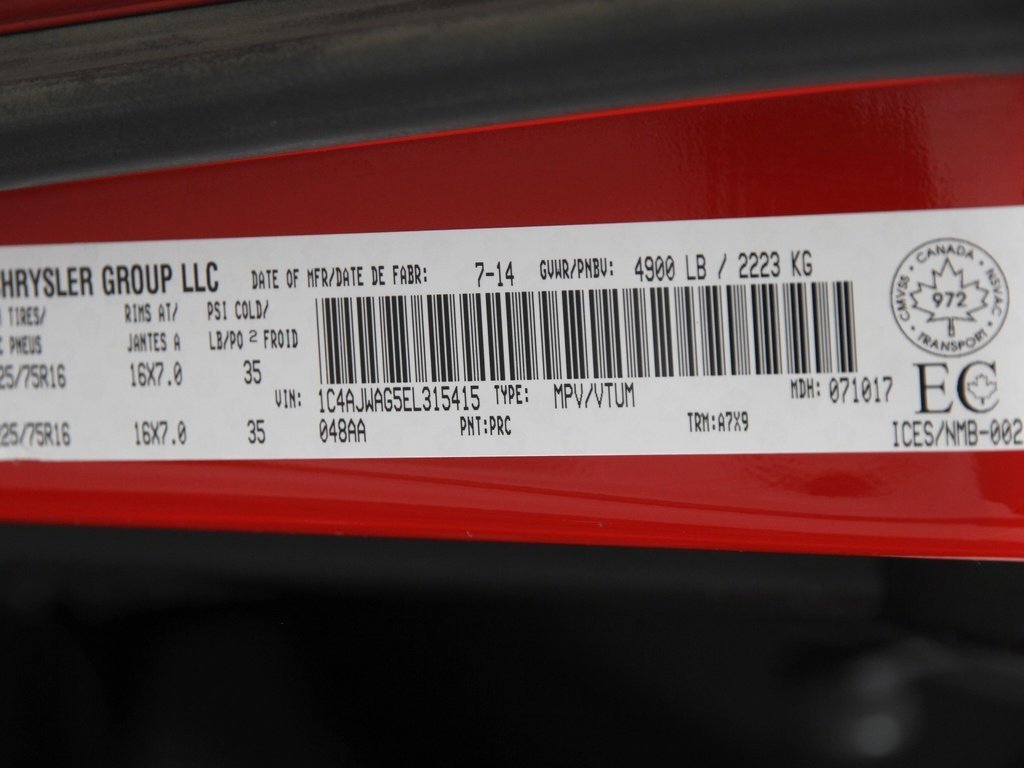 CHRYSLER GROUP LLC DATE OF MFR/DATE DE FABR: 7-14 GVWR/PNBV: 4900 LB / 2223 KG
TIRES/ RIMS AT/ PSI COLD/
PNEUS JANTES A LB/PO 2 FROID
25/75R16 16X7.0 35
VIN: 1C4AJWAG5EL315415 TYPE: MPV/VTUM MDH: 071017
25/75R16 16X7.0 35 048AA PNT:PRC TRM:A7X9
CANADA
CMVSS • NSVAC
972
TRANSPORT
EC
ICES/NMB-002